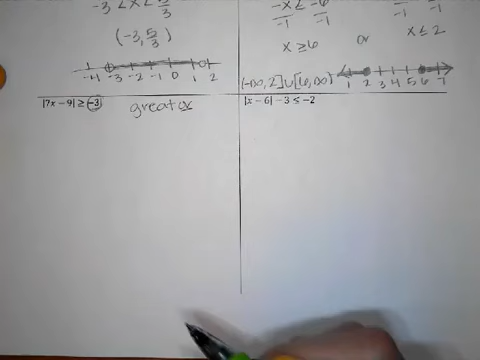 -3 < x < 5/3
(-3, 5/3)
-4 -3 -2 -1 0 1 2
-x ≤ -6
-1 -1
-1 -1
x ≥ 6 or x ≤ 2
(-∞, 2] ∪ [6, ∞)
1 2 3 4 5 6 7
|7x − 9| ≥ −3 greater
|x − 6| − 3 ≤ −2